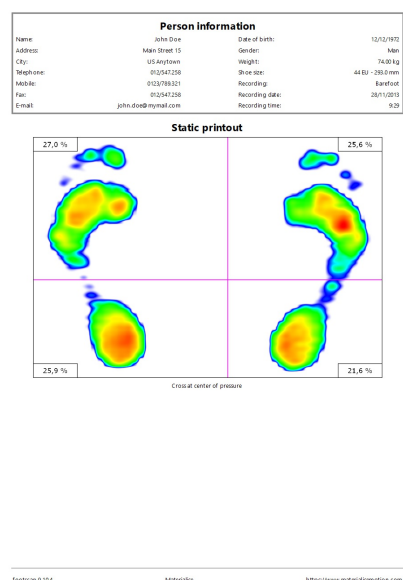 Person information
Name: John Doe Date of birth: 12/12/1972
Address: Main Street 15 Gender: Man
City: US Anytown Weight: 74.00 kg
Telephone: 012/547.258 Shoe size: 44 EU - 293.0 mm
Mobile: 0123/788.321 Recording: Barefoot
Fax: 012/547.258 Recording date: 28/11/2013
E-mail: john.doe@mymail.com Recording time: 9:29
Static printout
27,0 % 25,6 %
25,9 % 21,6 %
Cross at center of pressure